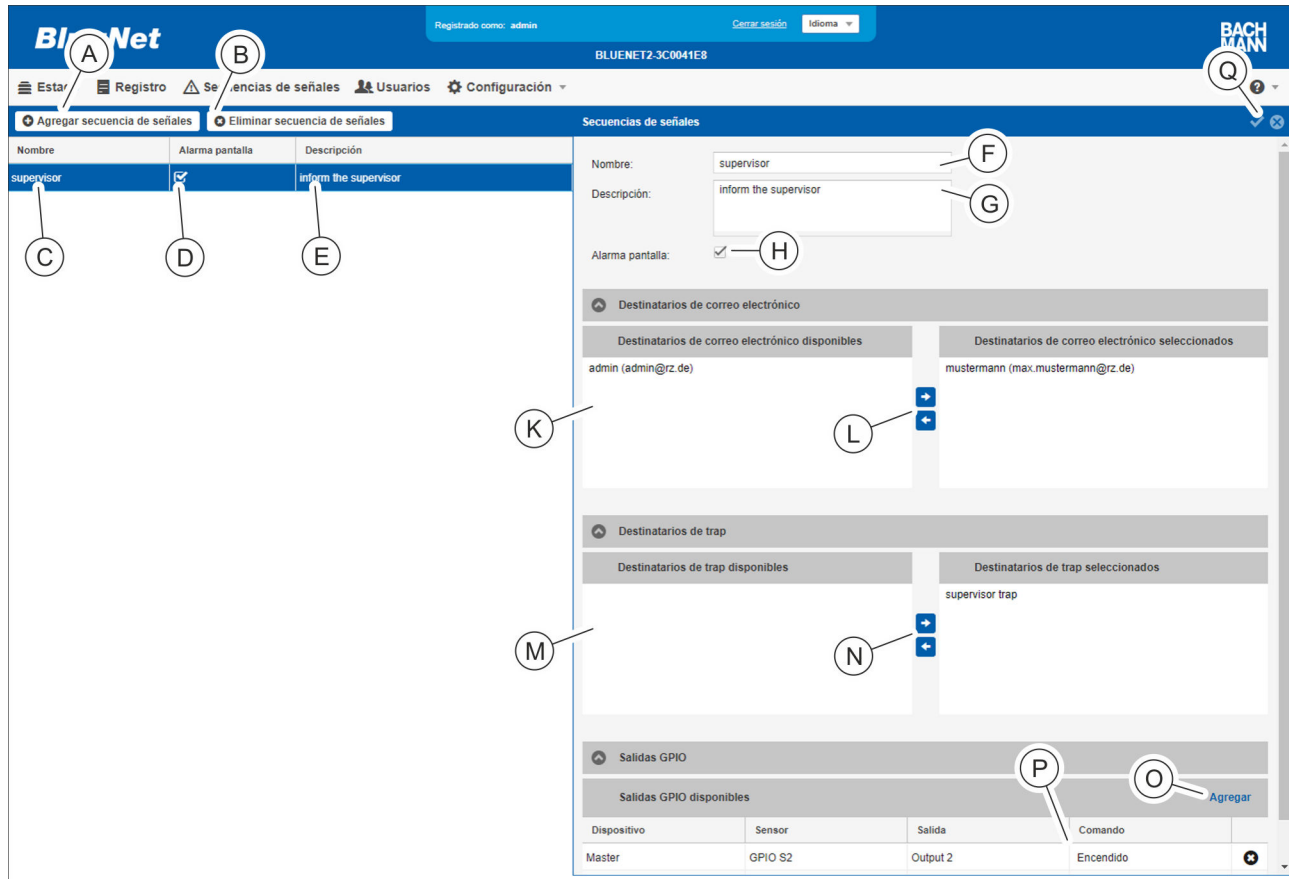 Registrado como: admin
Cerrar sesión
Idioma
BLUENET2-3C0041E8
BACH
MANN
A
B
Q
Registro
Usuarios
Configuración
?
Agregar secuencia de señales
Eliminar secuencia de señales
Secuencias de señales
Nombre
Alarma pantalla
Descripción
supervisor
inform the supervisor
C
D
E
Nombre:
supervisor
F
Descripción:
inform the supervisor
G
Alarma pantalla:
H
Destinatarios de correo electrónico
Destinatarios de correo electrónico disponibles
Destinatarios de correo electrónico seleccionados
admin (admin@rz.de)
mustermann (max.mustermann@rz.de)
K
L
Destinatarios de trap
Destinatarios de trap disponibles
Destinatarios de trap seleccionados
supervisor trap
M
N
Salidas GPIO
P
O
Salidas GPIO disponibles
Agregar
Dispositivo
Sensor
Salida
Comando
Master
GPIO S2
Output 2
Encendido